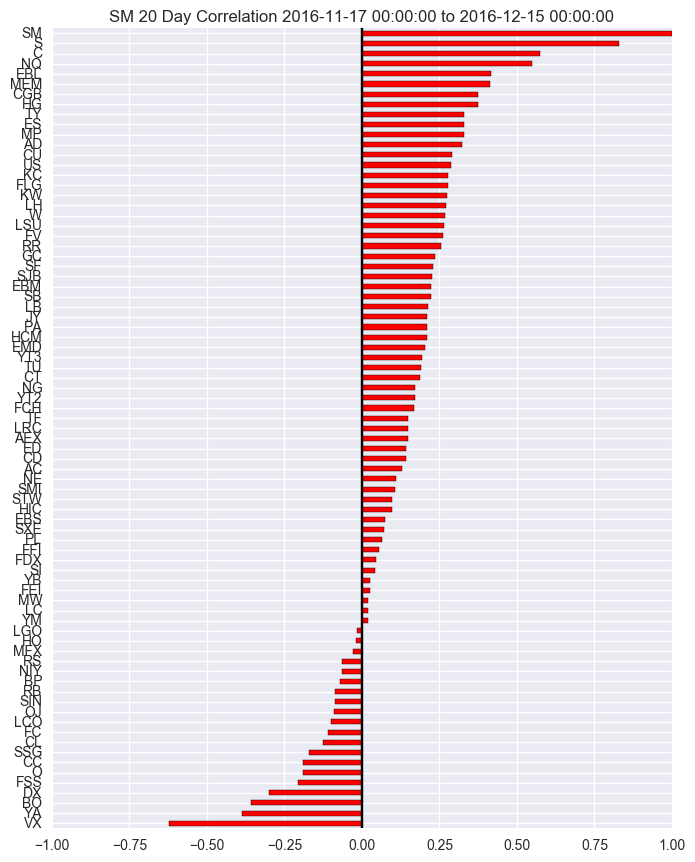 SM 20 Day Correlation 2016-11-17 00:00:00 to 2016-12-15 00:00:00
SM
S
C
NQ
EBL
MEM
CGB
HG
TY
ES
MP
AD
CU
US
KC
FLG
KW
LH
W
LSU
FV
RR
GC
SF
SJB
EBM
SB
LB
JY
PA
HCM
EMD
YT3
TU
CT
NG
YT2
FCH
TF
LRC
AEX
ED
CD
AC
NE
SMI
STW
HIC
EBS
SXE
PL
FFI
FDX
SI
YB
FEI
MW
LC
YM
LGO
HO
MFX
RS
NIY
BP
RB
SIN
OJ
LCO
FC
CL
SSG
CC
O
FSS
DX
BO
YA
VX
−1.00 −0.75 −0.50 −0.25 0.00 0.25 0.50 0.75 1.00